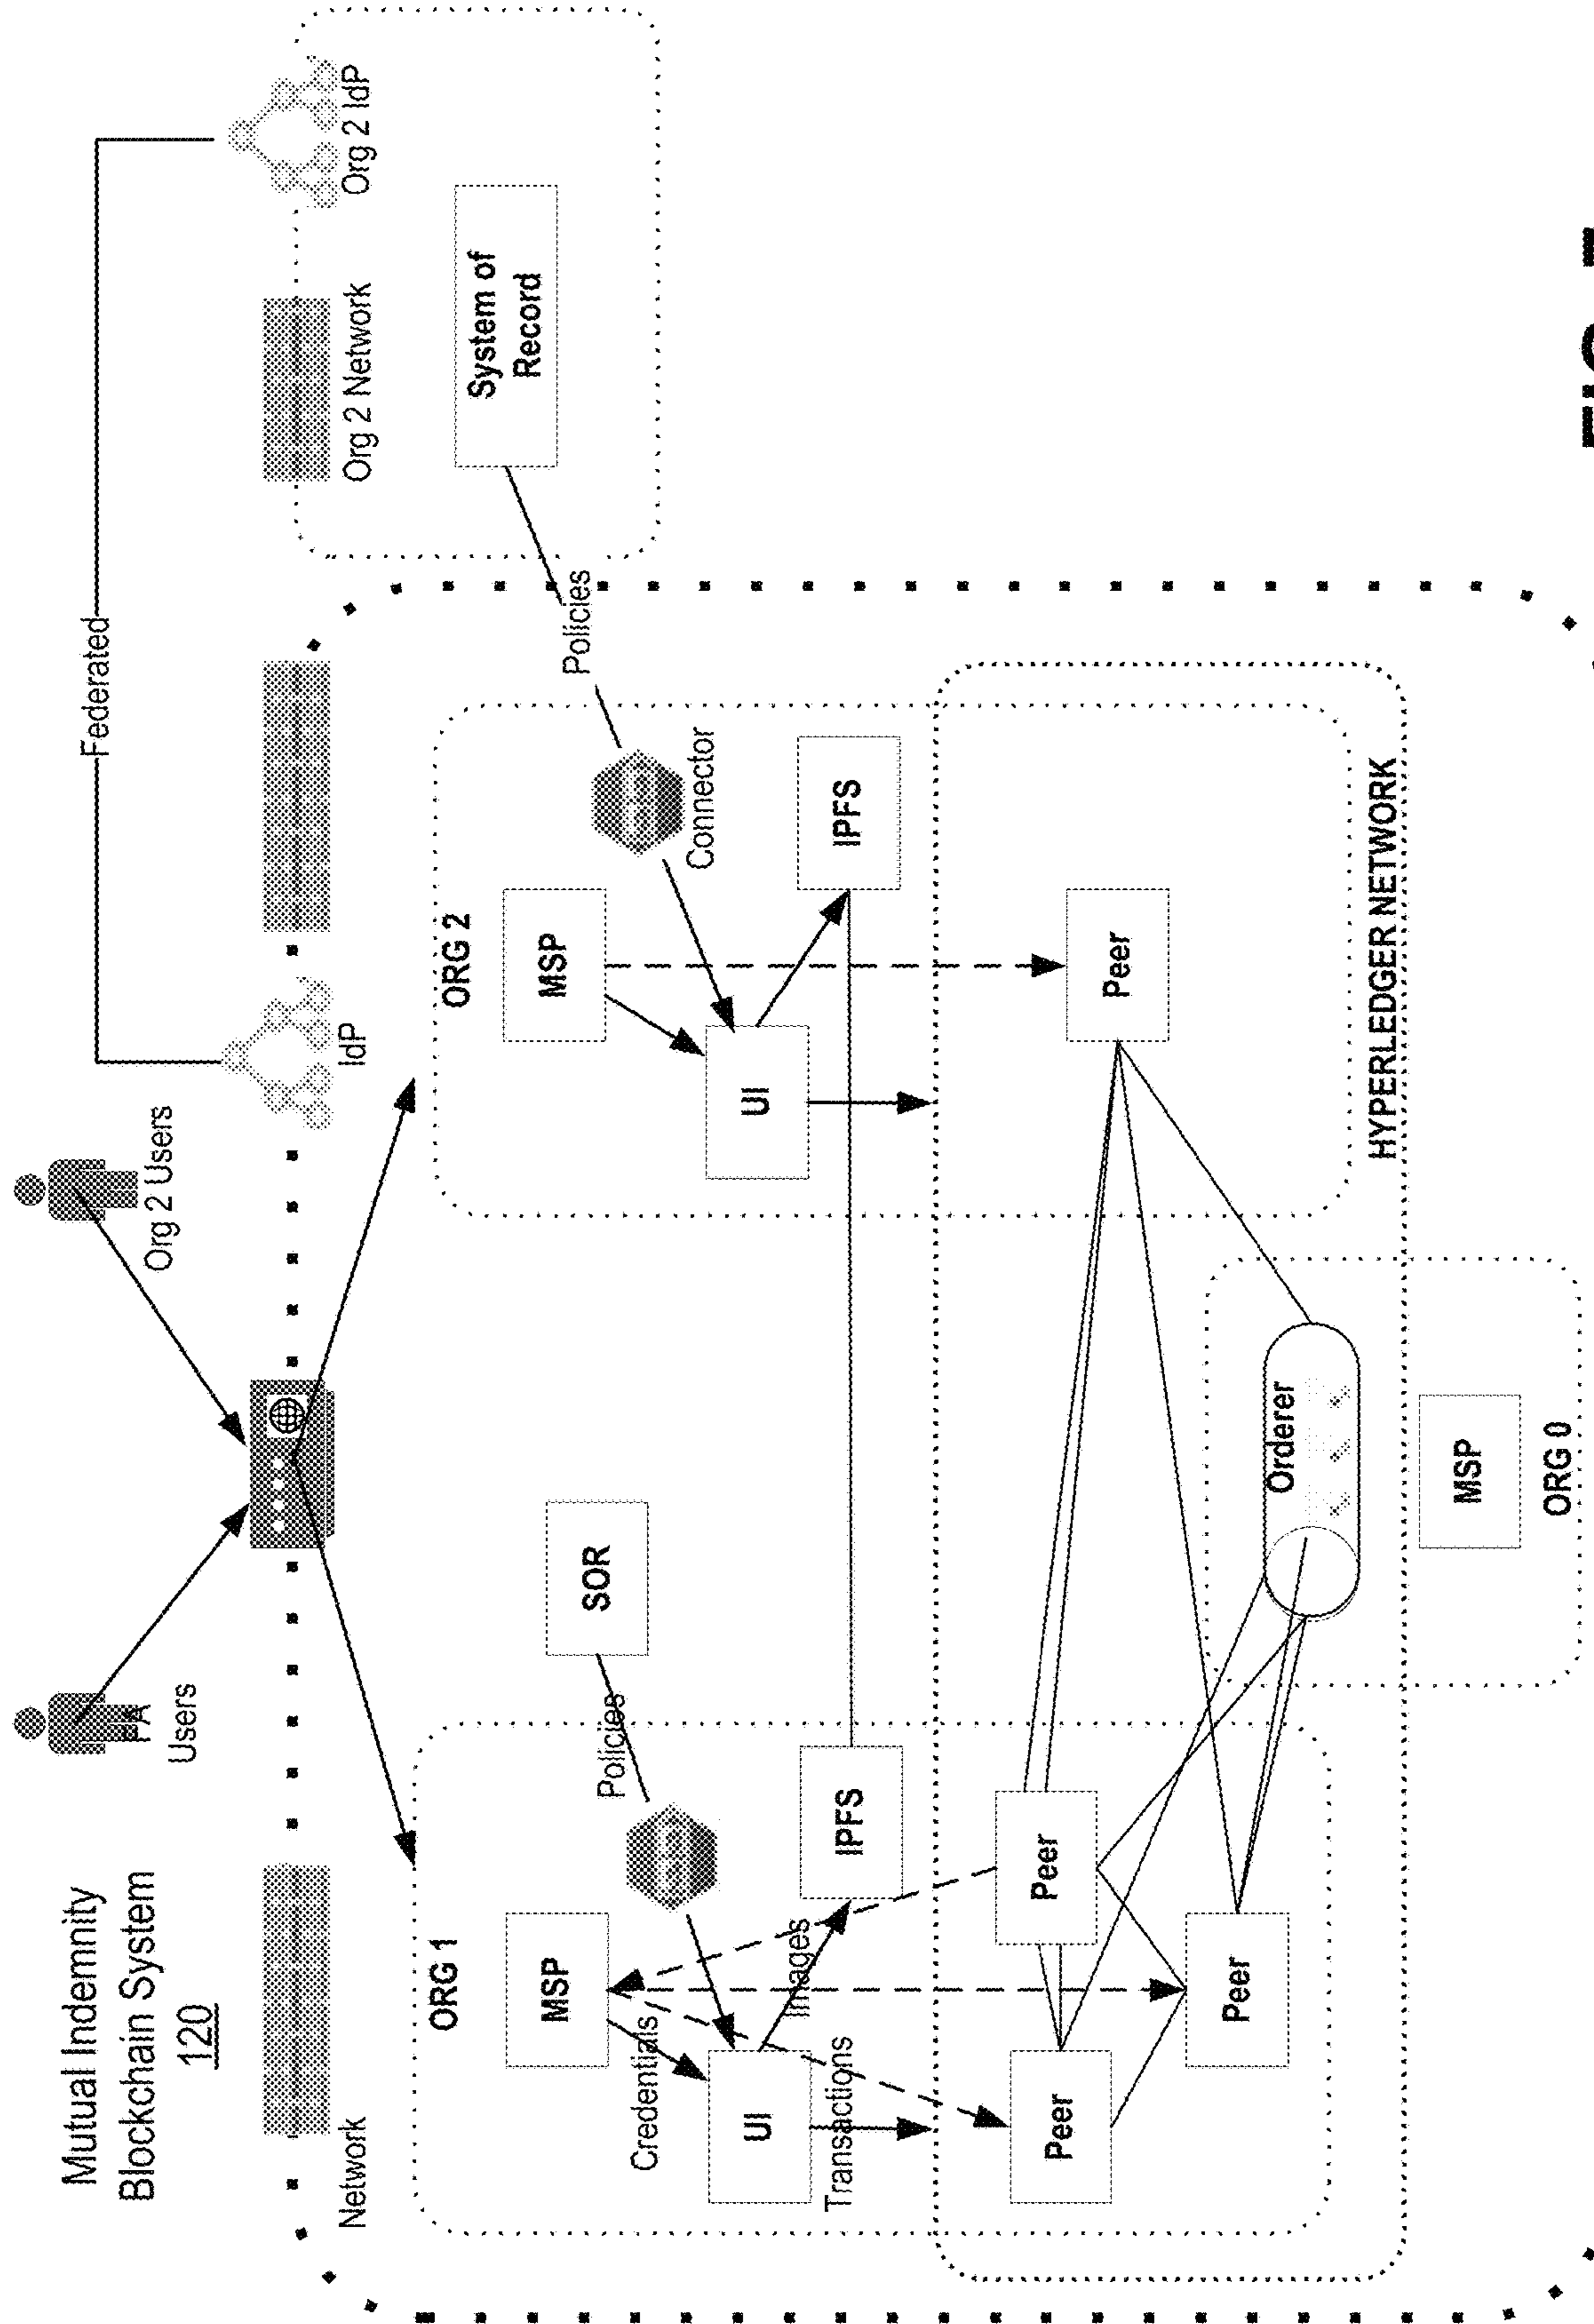 Mutual Indemnity
Blockchain System
120
Users
Org 2 Users
Federated
Network
IdP
Org 2 Network
Org 2 IdP
ORG 1
MSP
Credentials
UI
Transactions
Images
Policies
SOR
IPFS
ORG 2
MSP
UI
Policies
Connector
IPFS
System of
Record
Peer
Peer
Peer
Peer
Orderer
MSP
ORG 0
HYPERLEDGER NETWORK